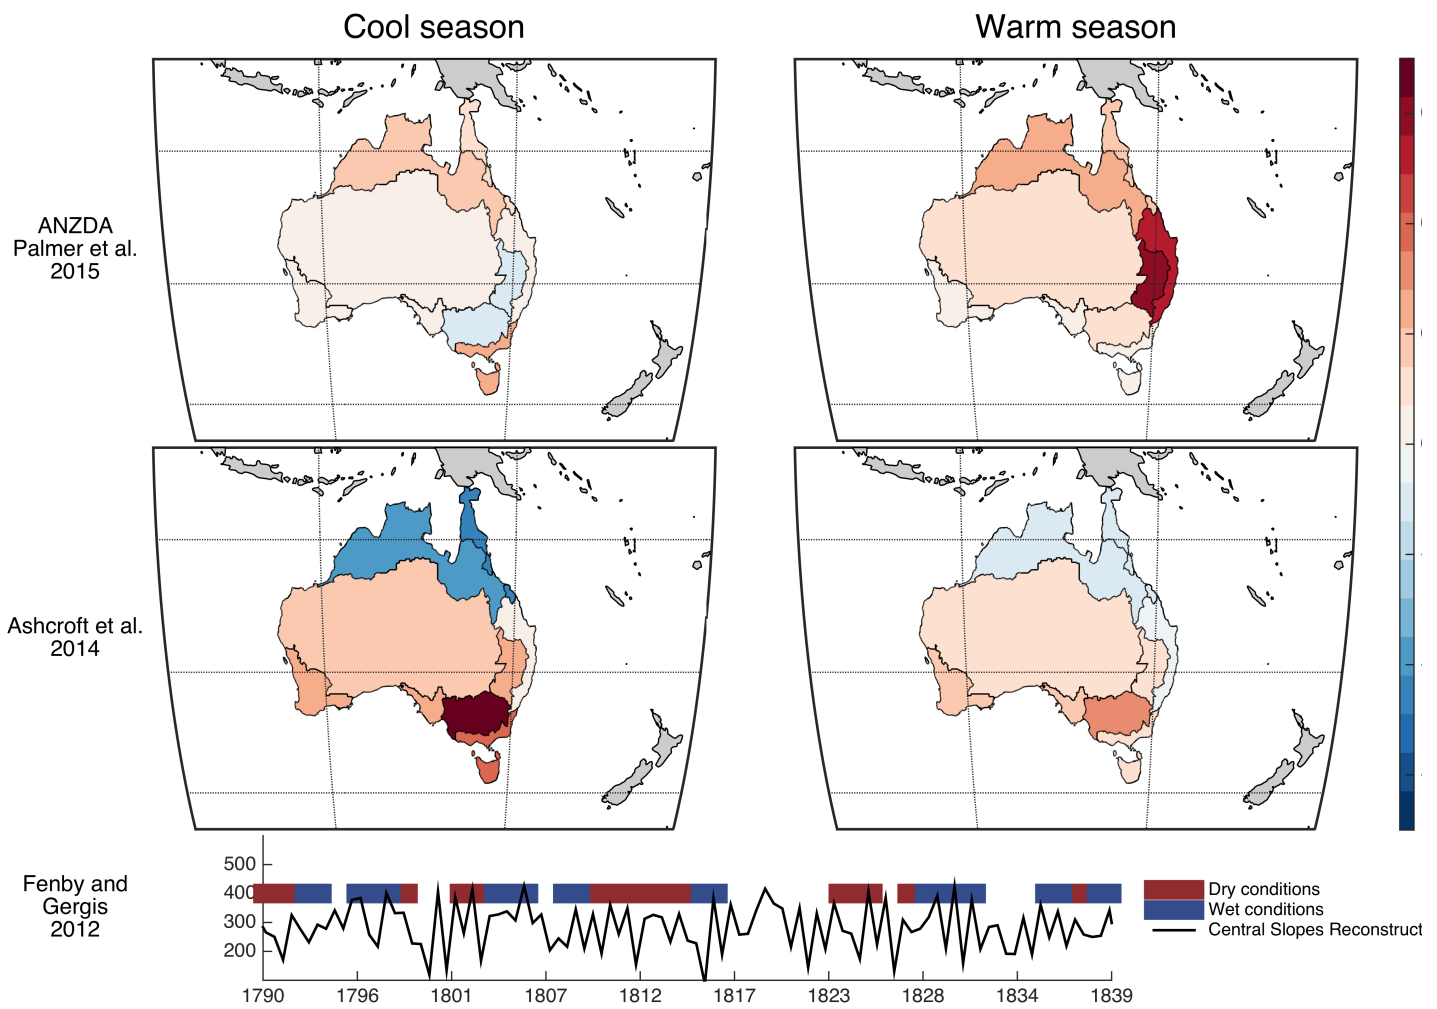 Cool season
Warm season
ANZDA
Palmer et al.
2015
Ashcroft et al.
2014
Fenby and
Gergis
2012
500
400
300
200
1790
1796
1801
1807
1812
1817
1823
1828
1834
1839
Dry conditions
Wet conditions
Central Slopes Reconstruct